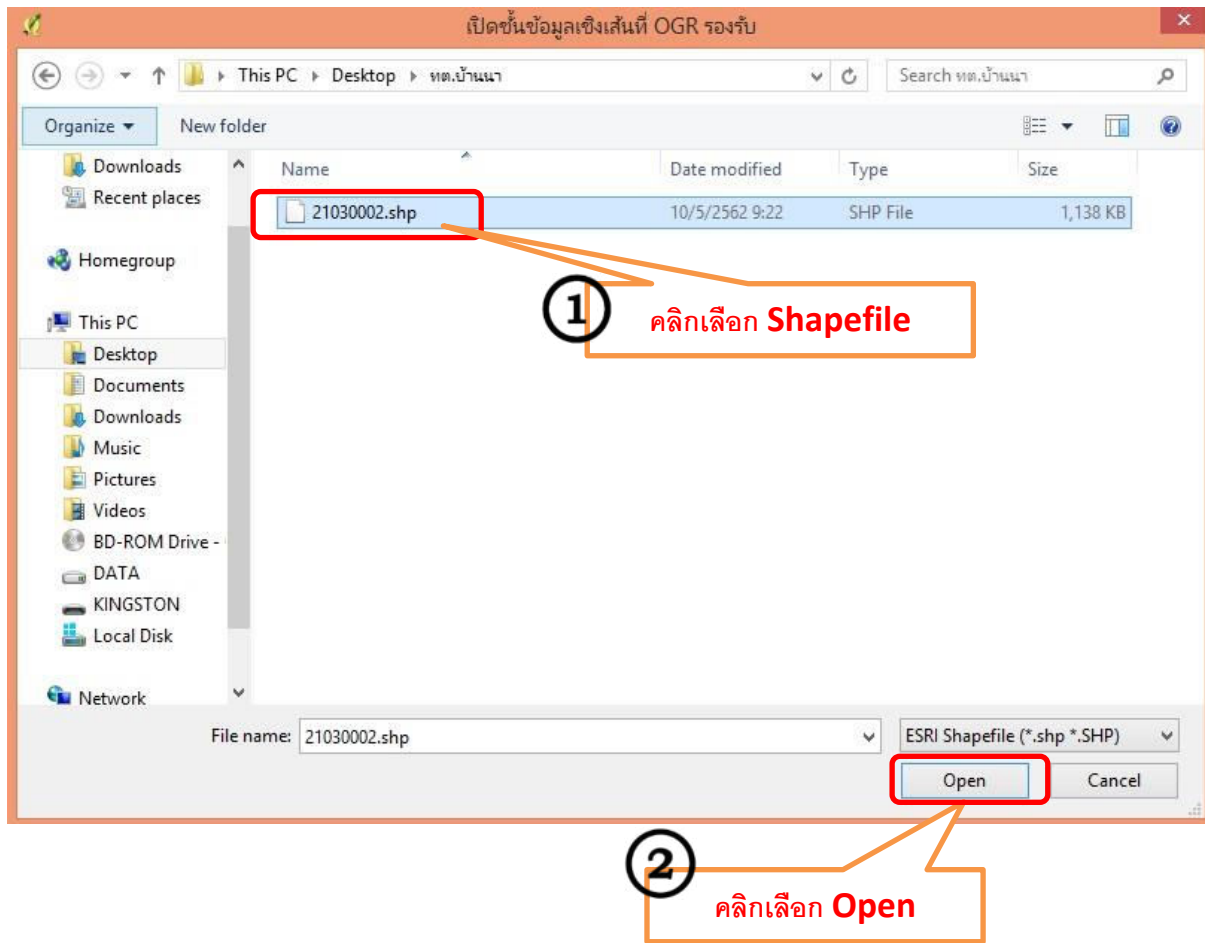 เปิดชั้นข้อมูลเชิงเส้นที่ OGR รองรับ
This PC Desktop ทต.บ้านนา
Search ทต.บ้านนา
Organize New folder
Name Date modified Type Size
21030002.shp 10/5/2562 9:22 SHP File 1,138 KB
Downloads
Recent places
Homegroup
This PC
Desktop
Documents
Downloads
Music
Pictures
Videos
BD-ROM Drive -
DATA
KINGSTON
Local Disk
Network
1
คลิกเลือก Shapefile
File name: 21030002.shp ESRI Shapefile (*.shp *.SHP)
Open Cancel
2
คลิกเลือก Open